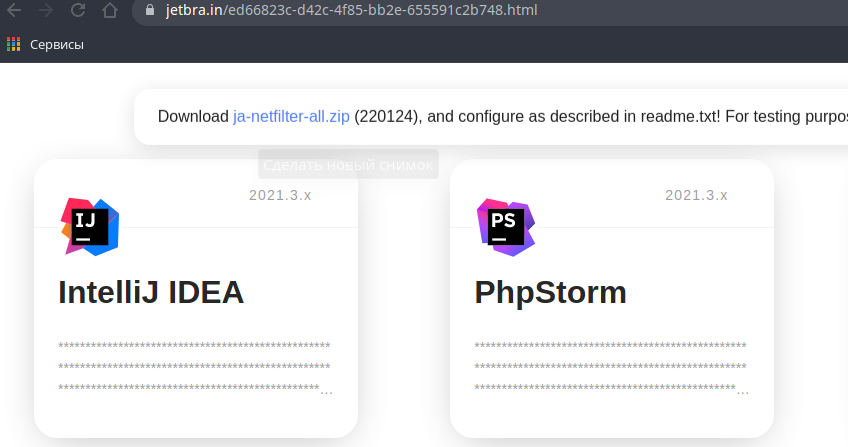 jetbra.in/ed66823c-d42c-4f85-bb2e-655591c2b748.html
Сервисы
Download ja-netfilter-all.zip (220124), and configure as described in readme.txt! For testing purpos
Сделать новый снимок
2021.3.x
IJ
IntelliJ IDEA
**************************************************
**************************************************
************************************************...
2021.3.x
PS
PhpStorm
**************************************************
**************************************************
************************************************...